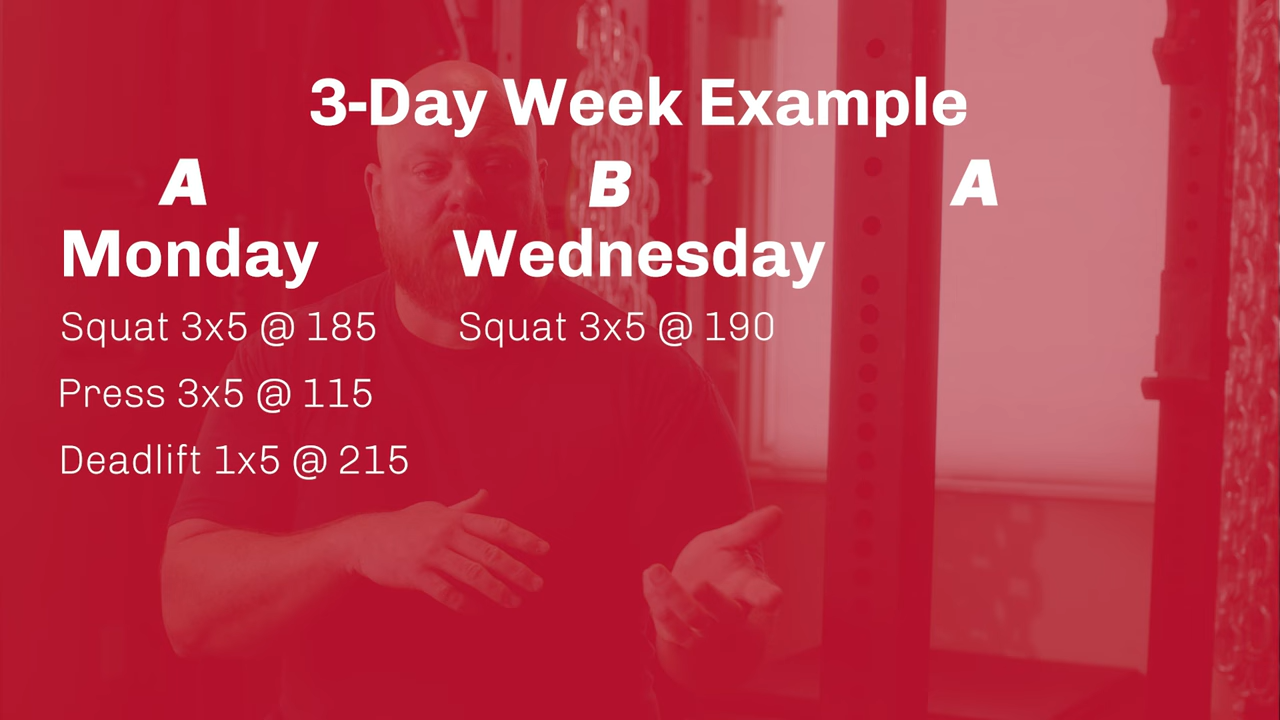 3-Day Week Example
A B A
Monday Wednesday
Squat 3x5 @ 185 Squat 3x5 @ 190
Press 3x5 @ 115
Deadlift 1x5 @ 215